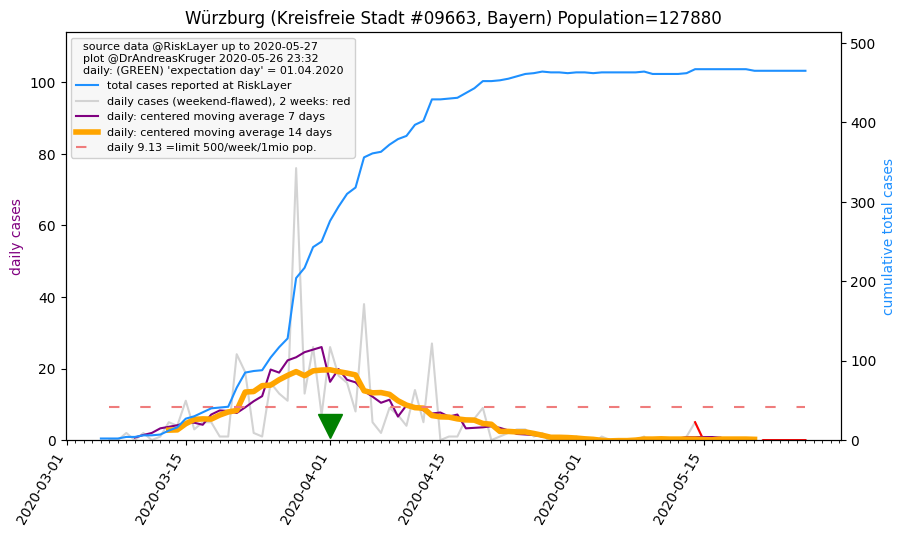 Würzburg (Kreisfreie Stadt #09663, Bayern) Population=127880
source data @RiskLayer up to 2020-05-27
plot @DrAndreasKruger 2020-05-26 23:32
daily: (GREEN) 'expectation day' = 01.04.2020
total cases reported at RiskLayer
daily cases (weekend-flawed), 2 weeks: red
daily: centered moving average 7 days
daily: centered moving average 14 days
daily 9.13 =limit 500/week/1mio pop.
daily cases
100
80
60
40
20
0
cumulative total cases
500
400
300
200
100
0
2020-03-01
2020-03-15
2020-04-01
2020-04-15
2020-05-01
2020-05-15